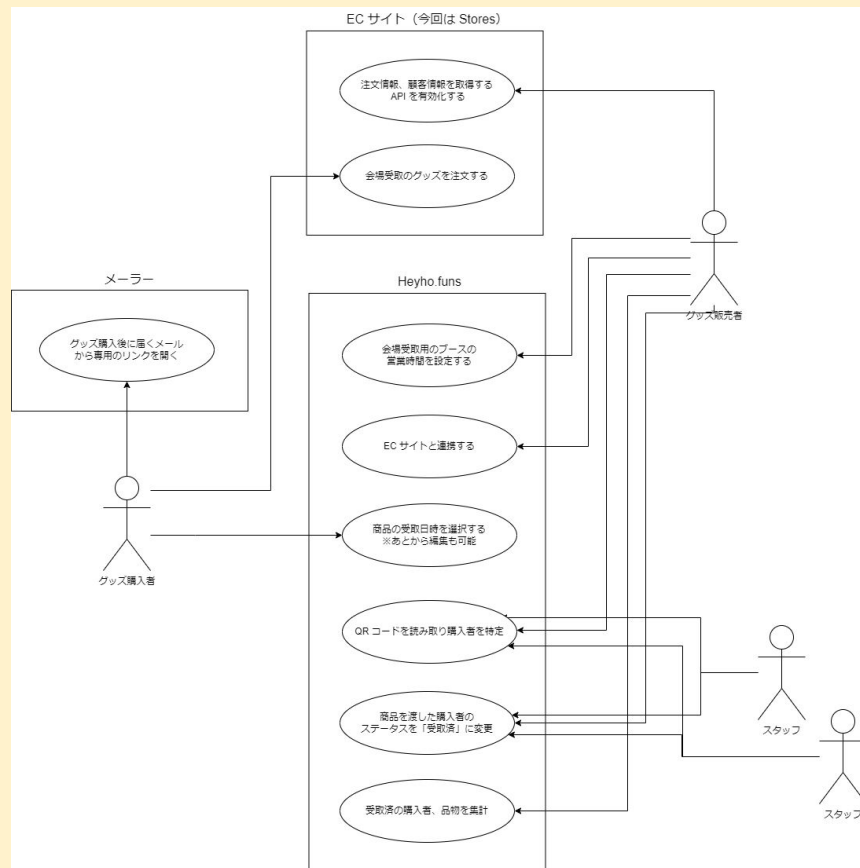 EC サイト（今回は Stores）
注文情報、顧客情報を取得する
API を有効化する
会場受取のグッズを注文する
メーラー
グッズ購入後に届くメール
から専用のリンクを開く
Heyho.funs
グッズ販売者
会場受取用のブースの
営業時間を設定する
EC サイトと連携する
商品の受取日時を選択する
※あとから編集も可能
グッズ購入者
QR コードを読み取り購入者を特定
商品を渡した購入者の
ステータスを「受取済」に変更
スタッフ
受取済の購入者、品物を集計
スタッフ